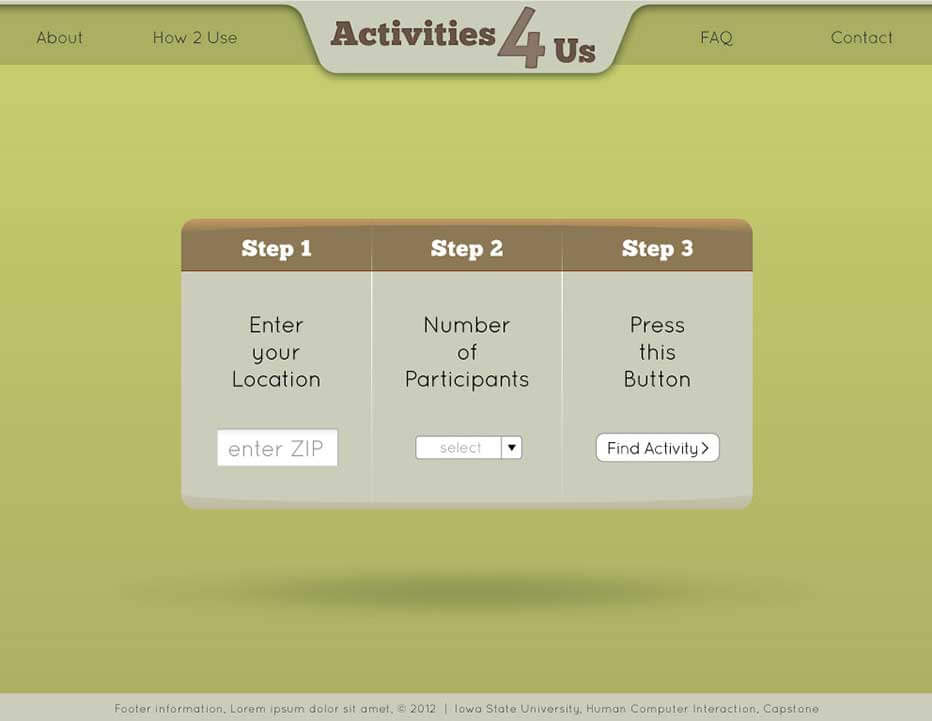 About
How 2 Use
Activities 4 Us
FAQ
Contact
Step 1
Step 2
Step 3
Enter
your
Location
Number
of
Participants
Press
this
Button
enter ZIP
select
Find Activity >
Footer information, Lorem ipsum dolor sit amet, © 2012 | Iowa State University, Human Computer Interaction, Capstone